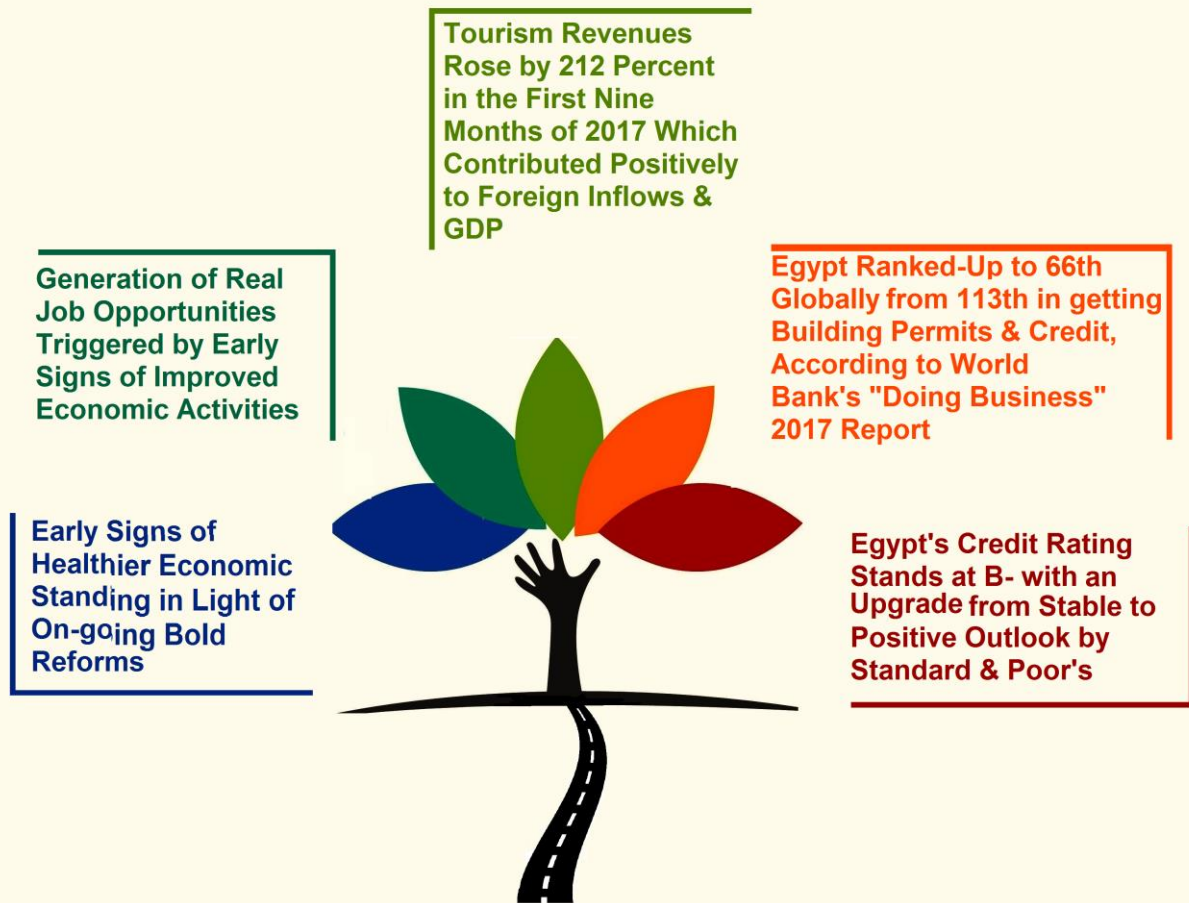 Tourism Revenues
Rose by 212 Percent
in the First Nine
Months of 2017 Which
Contributed Positively
to Foreign Inflows &
GDP
Generation of Real
Job Opportunities
Triggered by Early
Signs of Improved
Economic Activities
Egypt Ranked-Up to 66th
Globally from 113th in getting
Building Permits & Credit,
According to World
Bank's "Doing Business"
2017 Report
Early Signs of
Healthier Economic
Standing in Light of
On-going Bold
Reforms
Egypt's Credit Rating
Stands at B- with an
Upgrade from Stable to
Positive Outlook by
Standard & Poor's